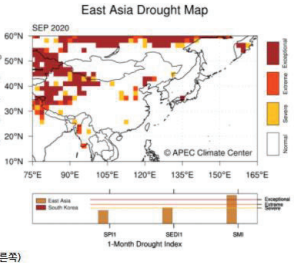 East Asia Drought Map
SEP 2020
60°N
50°N
40°N
30°N
20°N
10°N
© APEC Climate Center
75°E 90°E 105°E 120°E 135°E 150°E 165°E
Exceptional
Extreme
Severe
Normal
East Asia
South Korea
Exceptional
Extreme
Severe
SPI1 SEDI1 SMI
1-Month Drought Index
른쪽)